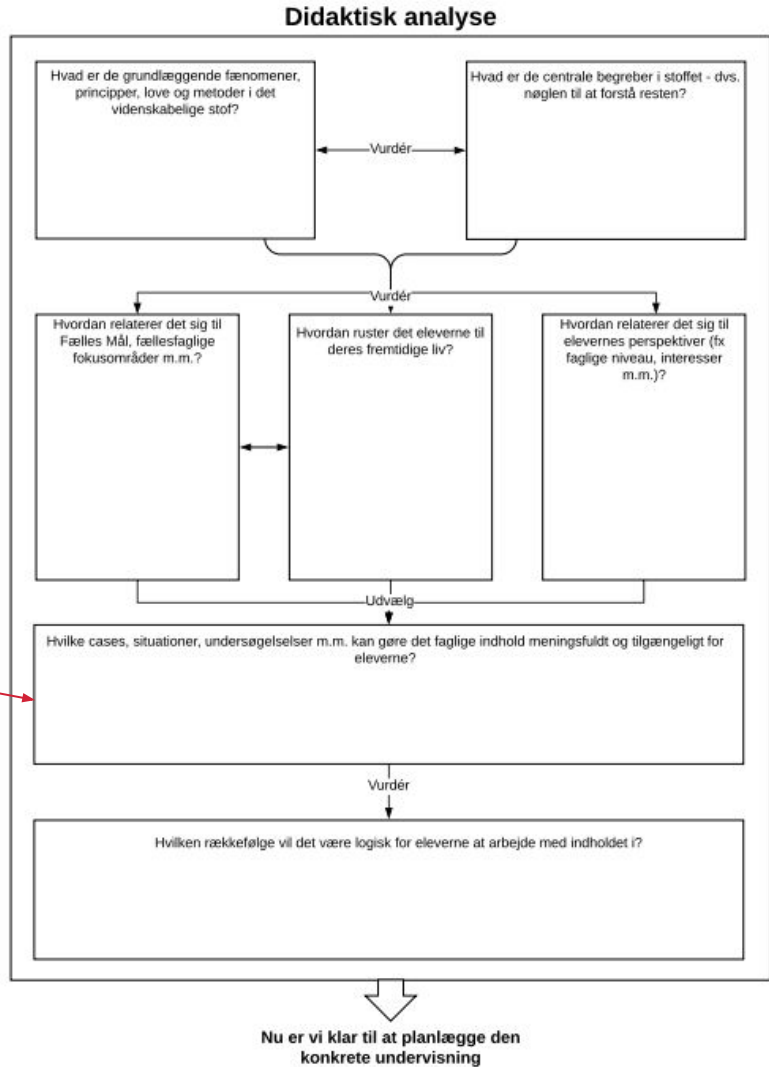 Didaktisk analyse
Hvad er de grundlæggende fænomener,
principper, love og metoder i det
videnskabelige stof?
Hvad er de centrale begreber i stoffet - dvs.
nøglen til at forstå resten?
Vurdér
Vurdér
Hvordan relaterer det sig til
Fælles Mål, fællesfaglige
fokusområder m.m.?
Hvordan ruster det eleverne til
deres fremtidige liv?
Hvordan relaterer det sig til
elevernes perspektiver (fx
faglige niveau, interesser
m.m.)?
Udvælg
Hvilke cases, situationer, undersøgelselser m.m. kan gøre det faglige indhold meningsfuldt og tilgængeligt for
eleverne?
Vurdér
Hvilken rækkefølge vil det være logisk for eleverne at arbejde med indholdet i?
Nu er vi klar til at planlægge den
konkrete undervisning